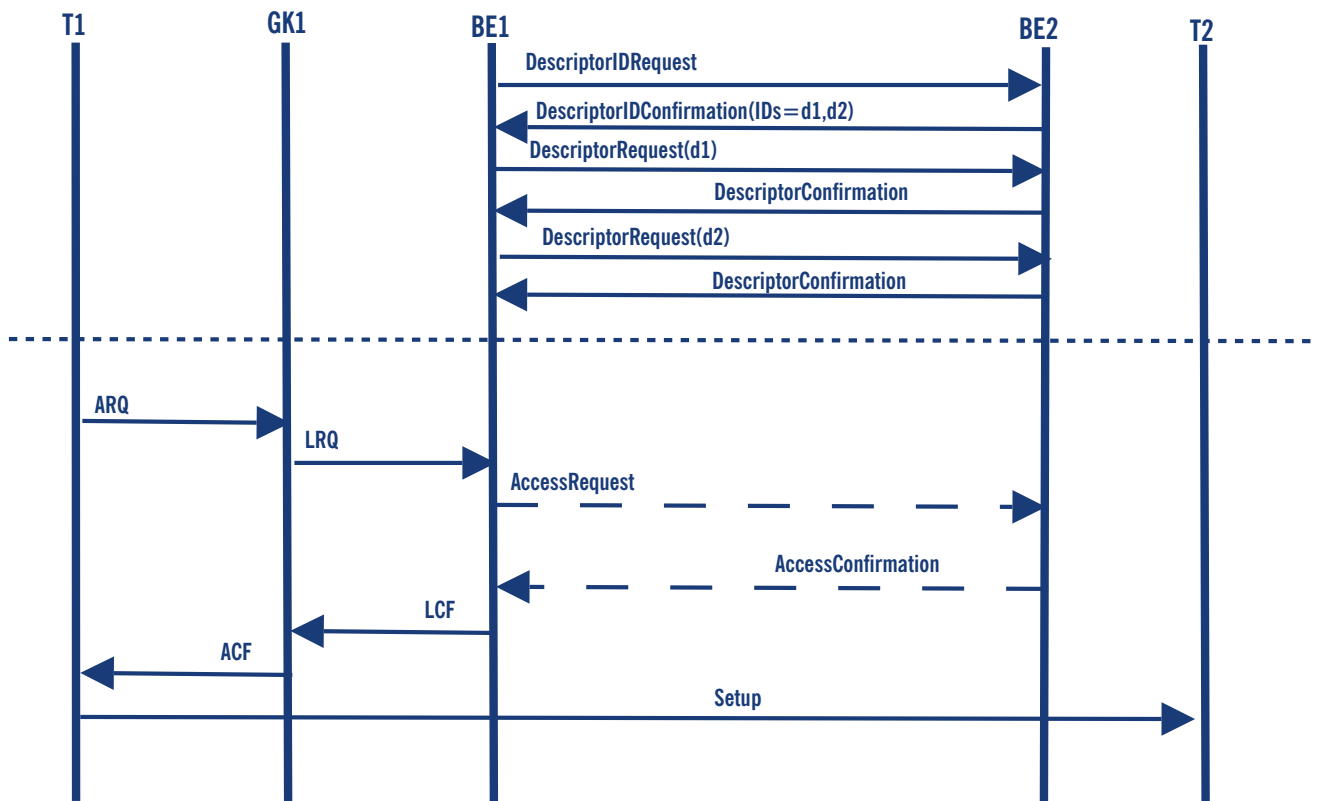 T1
GK1
BE1
BE2
T2
DescriptorIDRequest
DescriptorIDConfirmation(IDs=d1,d2)
DescriptorRequest(d1)
DescriptorConfirmation
DescriptorRequest(d2)
DescriptorConfirmation
ARQ
LRQ
AccessRequest
AccessConfirmation
LCF
ACF
Setup